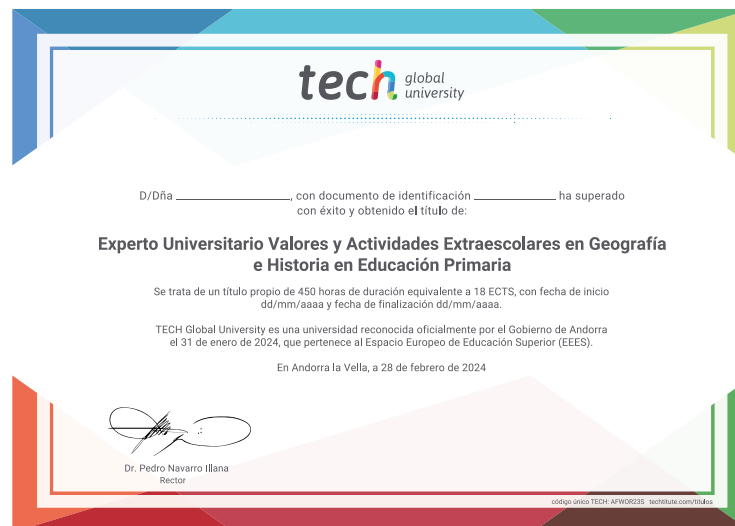 tech global
university
D/Dña ____________________, con documento de identificación ______________ ha superado
con éxito y obtenido el título de:
Experto Universitario Valores y Actividades Extraescolares en Geografía
e Historia en Educación Primaria
Se trata de un título propio de 450 horas de duración equivalente a 18 ECTS, con fecha de inicio
dd/mm/aaaa y fecha de finalización dd/mm/aaaa.
TECH Global University es una universidad reconocida oficialmente por el Gobierno de Andorra
el 31 de enero de 2024, que pertenece al Espacio Europeo de Educación Superior (EEES).
En Andorra la Vella, a 28 de febrero de 2024
Dr. Pedro Navarro Illana
Rector
código único TECH: AFWOR23S techtitute.com/titulos